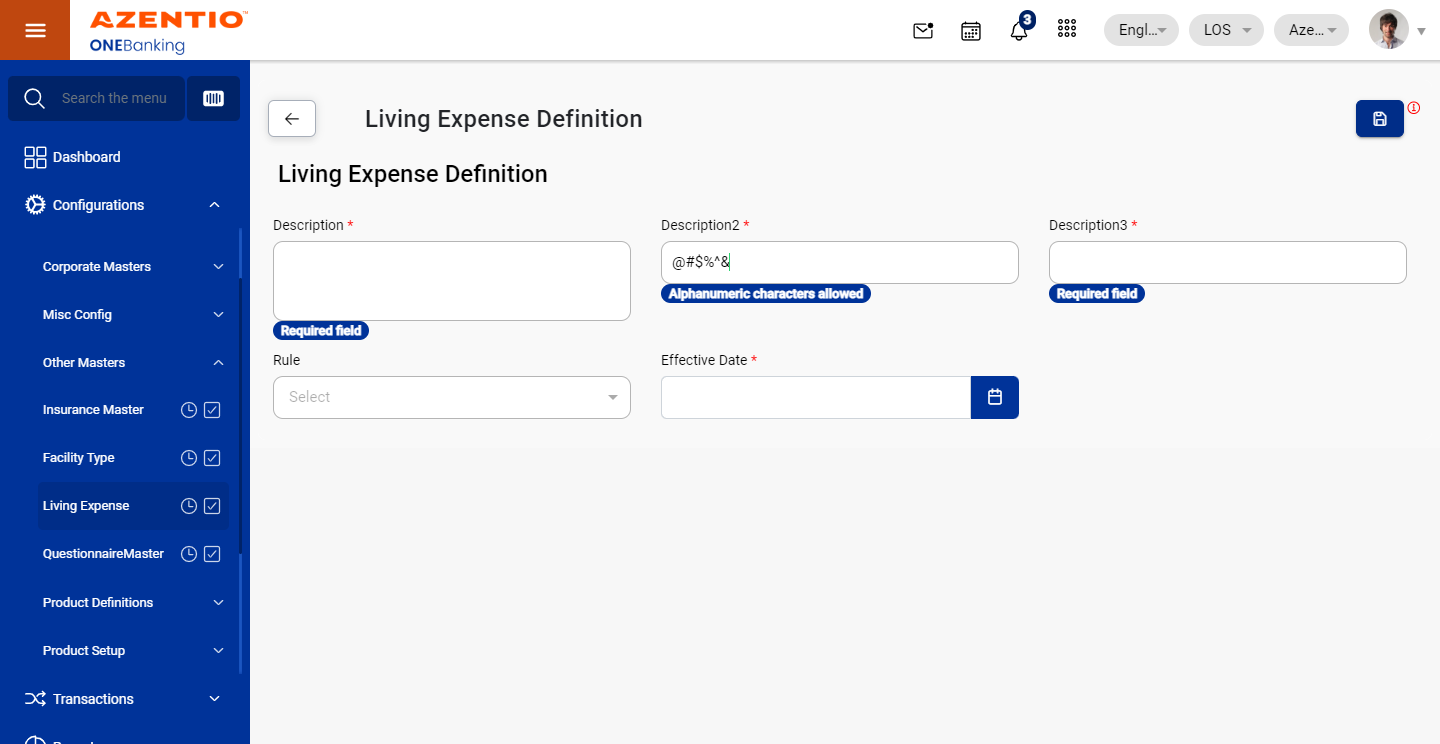 AZENTIO™
ONEBanking
3
Engl...
LOS
Aze...
Search the menu
Dashboard
Configurations
Corporate Masters
Misc Config
Other Masters
Insurance Master
Facility Type
Living Expense
QuestionnaireMaster
Product Definitions
Product Setup
Transactions
Living Expense Definition
Living Expense Definition
Description *
Required field
Description2 *
@#$%^&
Alphanumeric characters allowed
Description3 *
Required field
Rule
Select
Effective Date *